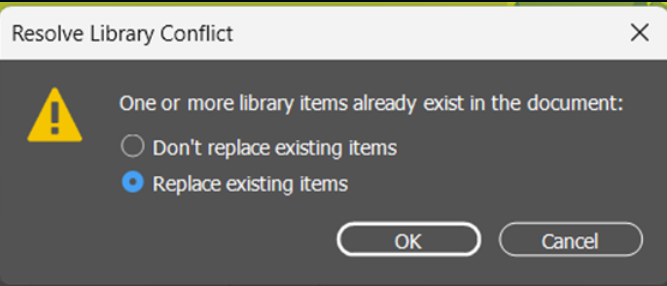 Resolve Library Conflict
One or more library items already exist in the document:
Don't replace existing items
Replace existing items
OK
Cancel